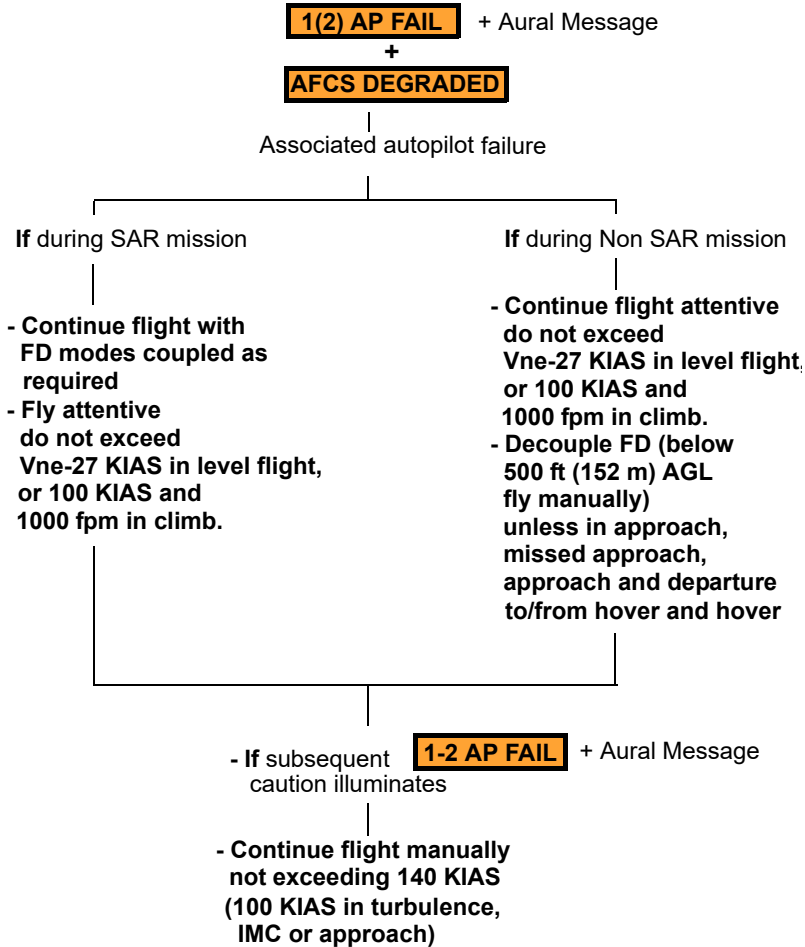 1(2) AP FAIL + Aural Message
+
AFCS DEGRADED
Associated autopilot failure
If during SAR mission
- Continue flight with
FD modes coupled as
required
- Fly attentive
do not exceed
Vne-27 KIAS in level flight,
or 100 KIAS and
1000 fpm in climb.
If during Non SAR mission
- Continue flight attentive
do not exceed
Vne-27 KIAS in level flight,
or 100 KIAS and
1000 fpm in climb.
- Decouple FD (below
500 ft (152 m) AGL
fly manually)
unless in approach,
missed approach,
approach and departure
to/from hover and hover
- If subsequent 1-2 AP FAIL + Aural Message
caution illuminates
- Continue flight manually
not exceeding 140 KIAS
(100 KIAS in turbulence,
IMC or approach)